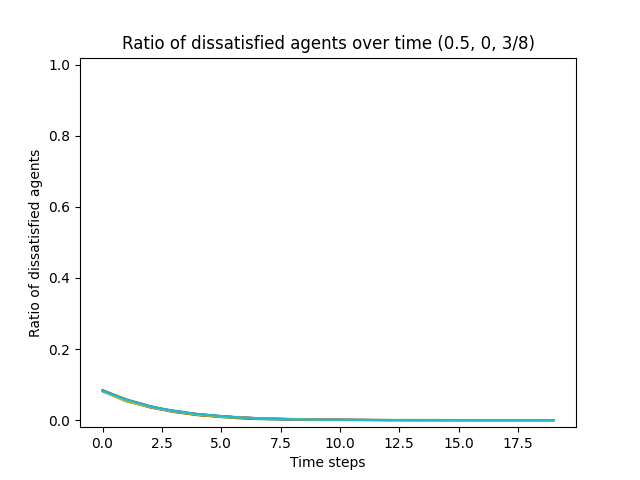 Ratio of dissatisfied agents over time (0.5, 0, 3/8)
1.0
0.8
0.6
0.4
0.2
0.0
Ratio of dissatisfied agents
0.0 2.5 5.0 7.5 10.0 12.5 15.0 17.5
Time steps